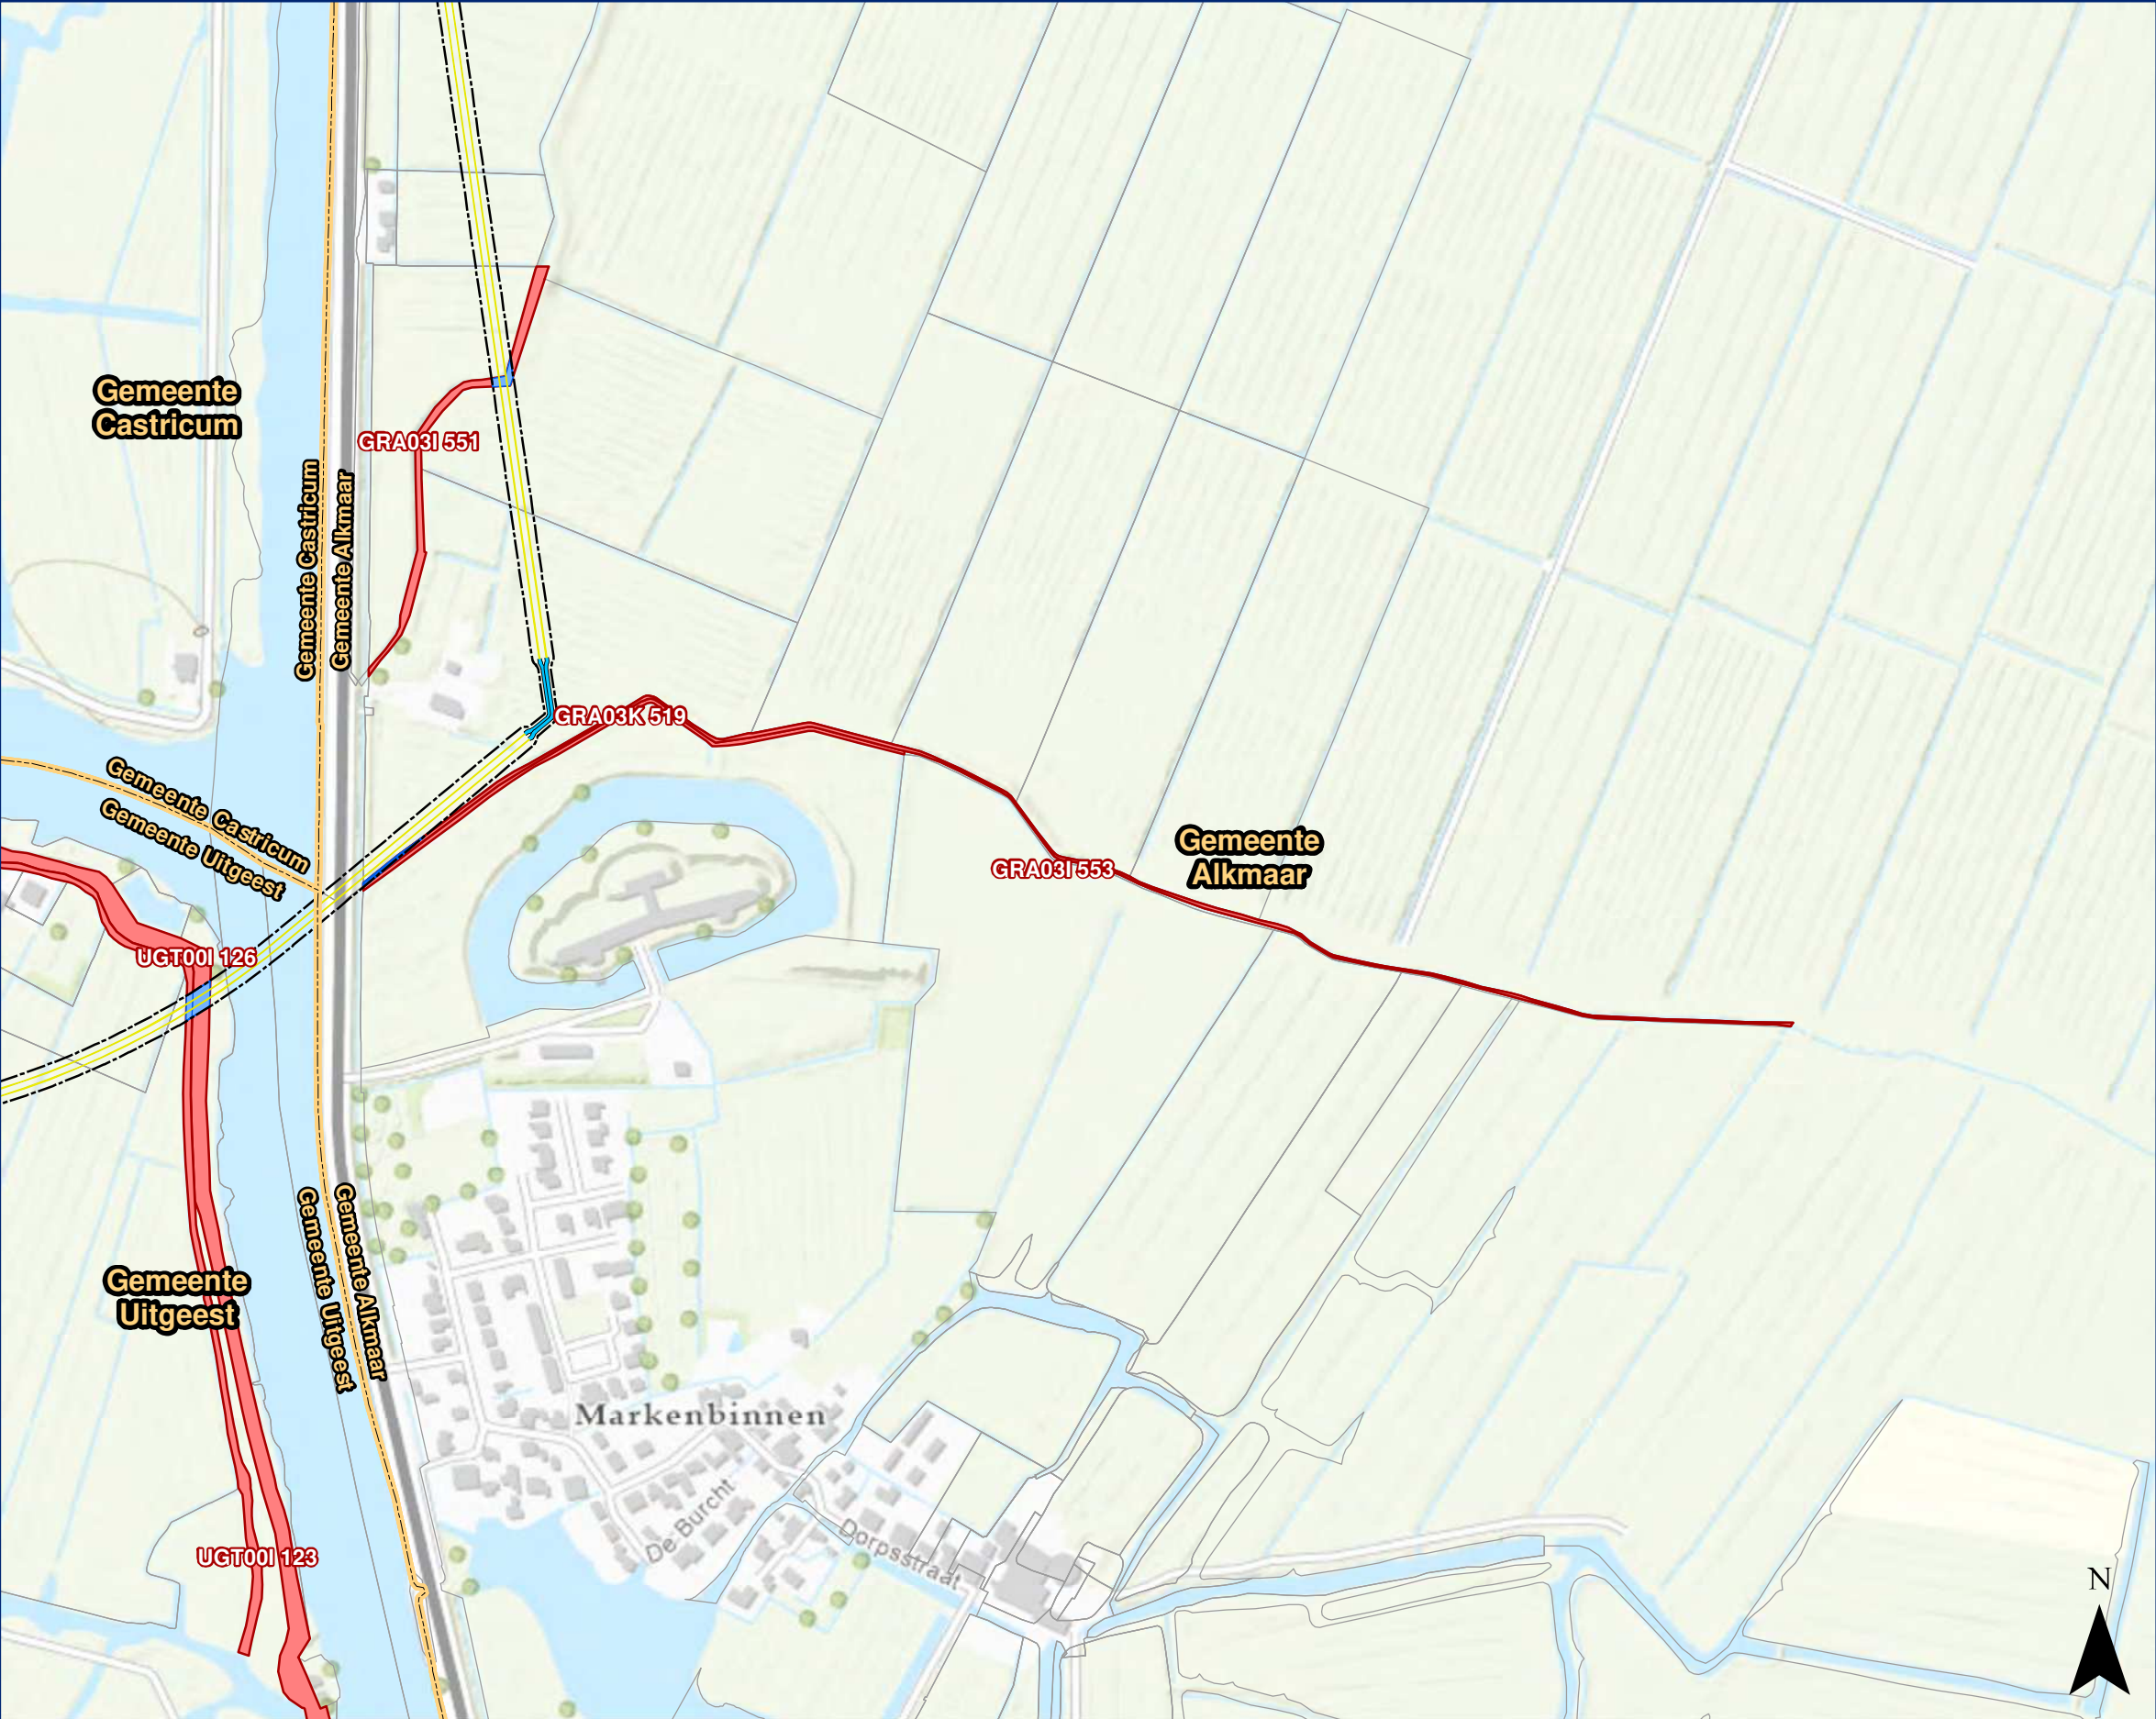 Gemeente
Castricum
GRA03I 551
Gemeente Castricum
Gemeente Alkmaar
GRA03K 519
Gemeente Castricum
Gemeente Uitgeest
Gemeente
Alkmaar
GRA03I 553
UGT00I 126
Gemeente
Uitgeest
Gemeente Uitgeest
Gemeente Alkmaar
Markenbinnen
De Burcht
Dorpsstraat
UGT00I 123
N